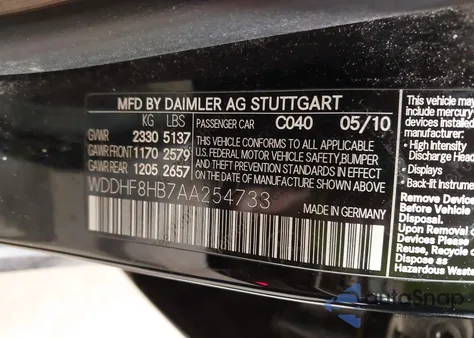 MFD BY DAIMLER AG STUTTGART
KG LBS
GVWR 2330 5137
GAWR FRONT 1170 2579
GAWR REAR 1205 2657
PASSENGER CAR C040 05/10
THIS VEHICLE CONFORMS TO ALL APPLICABLE
U.S. FEDERAL MOTOR VEHICLE SAFETY, BUMPER
AND THEFT PREVENTION STANDARDS IN EFFECT
ON THE DATE OF MANUFACTURE SHOWN ABOVE.
WDDHF8HB7AA254733
MADE IN GERMANY
This vehicle may
include mercury
devices installed
• High Intensity
Discharge Head
• Displays
• Back-lit Instrume
Remove Devices
Before Vehicle
Disposal.
Upon Removal
Reuse, Recycle o
Dispose as
Hazardous Waste
autoSnap